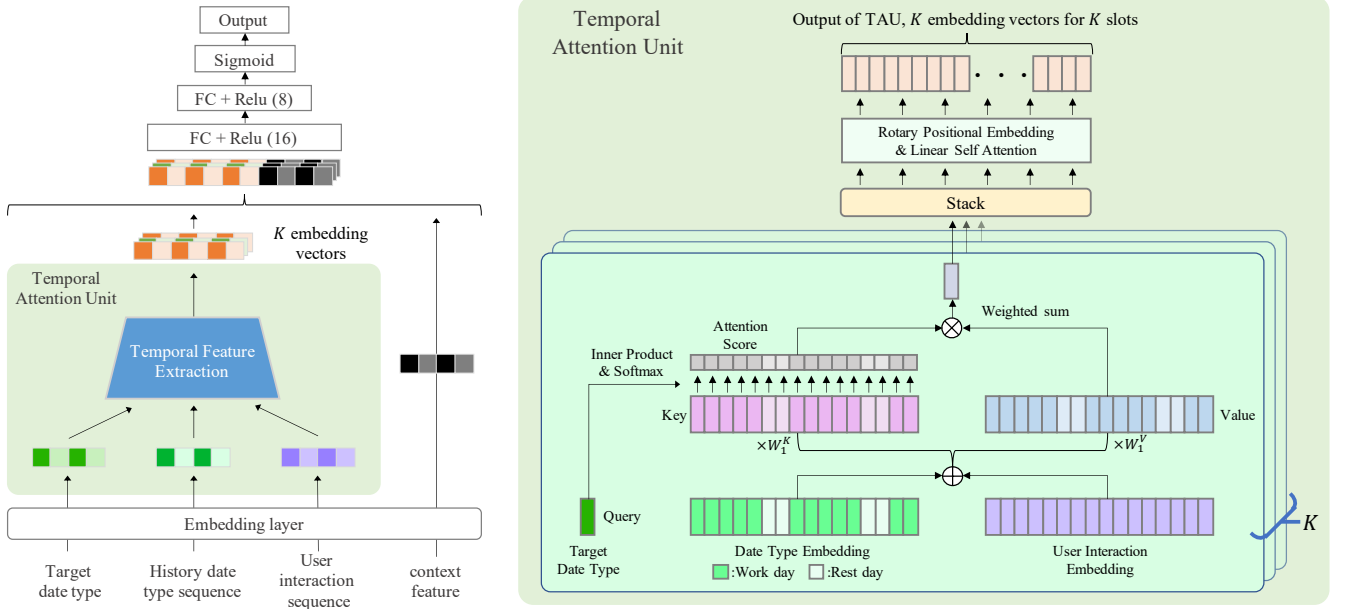 Output
Sigmoid
FC + Relu (8)
FC + Relu (16)
K embedding
vectors
Temporal
Attention Unit
Temporal Feature
Extraction
Embedding layer
Target
date type
History date
type sequence
User
interaction
sequence
context
feature
Temporal
Attention Unit
Output of TAU, K embedding vectors for K slots
Rotary Positional Embedding
& Linear Self Attention
Stack
Weighted sum
Attention
Score
Inner Product
& Softmax
Key
Value
×W₁ᴷ
×W₁ⱽ
Query
Target
Date Type
Date Type Embedding
:Work day
:Rest day
User Interaction
Embedding
K